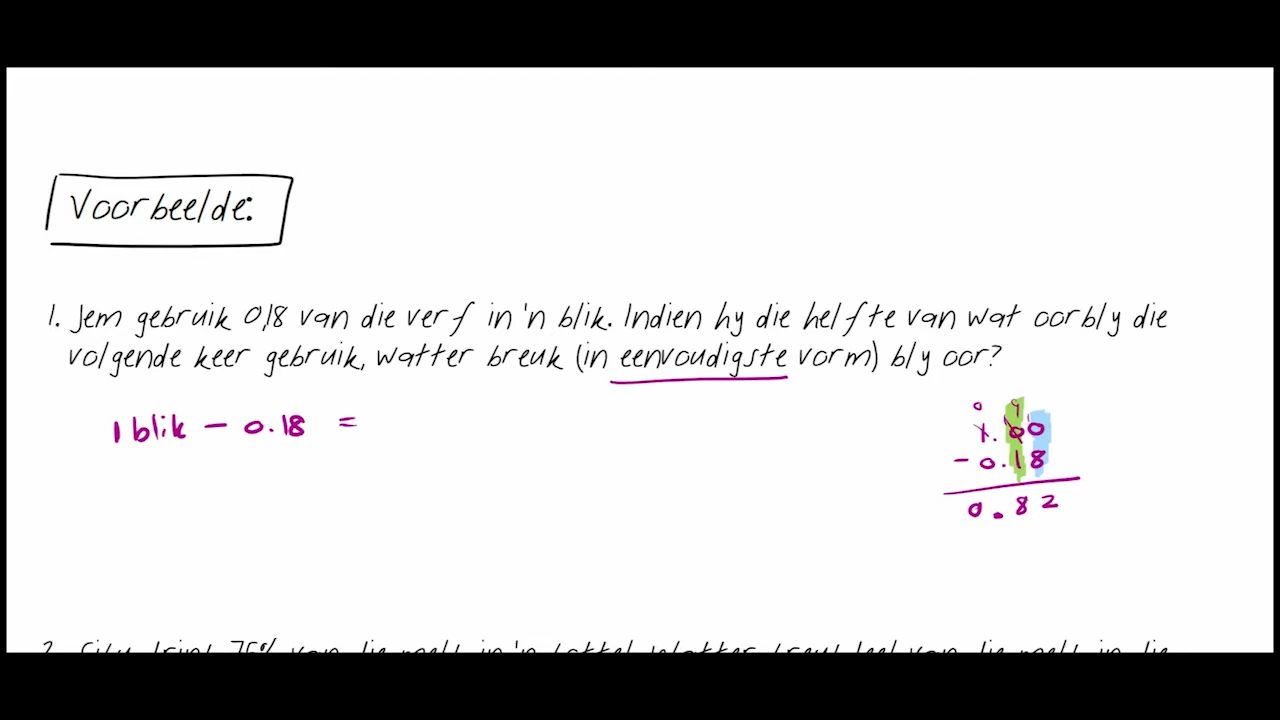 Voorbeelde:
1. Jem gebruik 0,18 van die verf in 'n blik. Indien hy die helfte van wat oorbly die
volgende keer gebruik, watter breuk (in eenvoudigste vorm) bly oor?
1 blik - 0.18 =
0 9
1.00
- 0.18
0.82